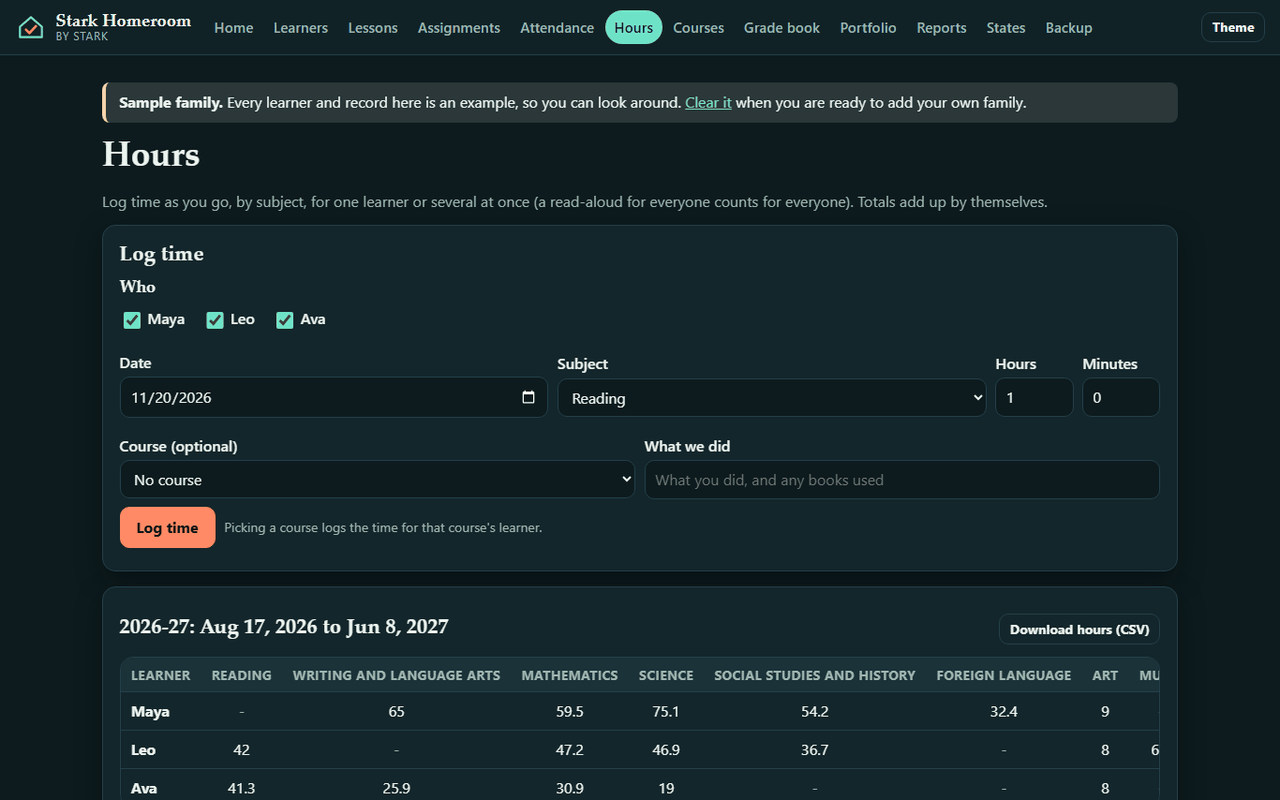 Stark Homeroom
BY STARK
Home Learners Lessons Assignments Attendance Hours Courses Grade book Portfolio Reports States Backup Theme
Sample family. Every learner and record here is an example, so you can look around. Clear it when you are ready to add your own family.
Hours
Log time as you go, by subject, for one learner or several at once (a read-aloud for everyone counts for everyone). Totals add up by themselves.
Log time
Who
Maya Leo Ava
Date Subject Hours Minutes
11/20/2026 Reading 1 0
Course (optional) What we did
No course What you did, and any books used
Log time Picking a course logs the time for that course's learner.
2026-27: Aug 17, 2026 to Jun 8, 2027 Download hours (CSV)
LEARNER READING WRITING AND LANGUAGE ARTS MATHEMATICS SCIENCE SOCIAL STUDIES AND HISTORY FOREIGN LANGUAGE ART MU
Maya - 65 59.5 75.1 54.2 32.4 9
Leo 42 - 47.2 46.9 36.7 - 8 6
Ava 41.3 25.9 30.9 19 - - 8